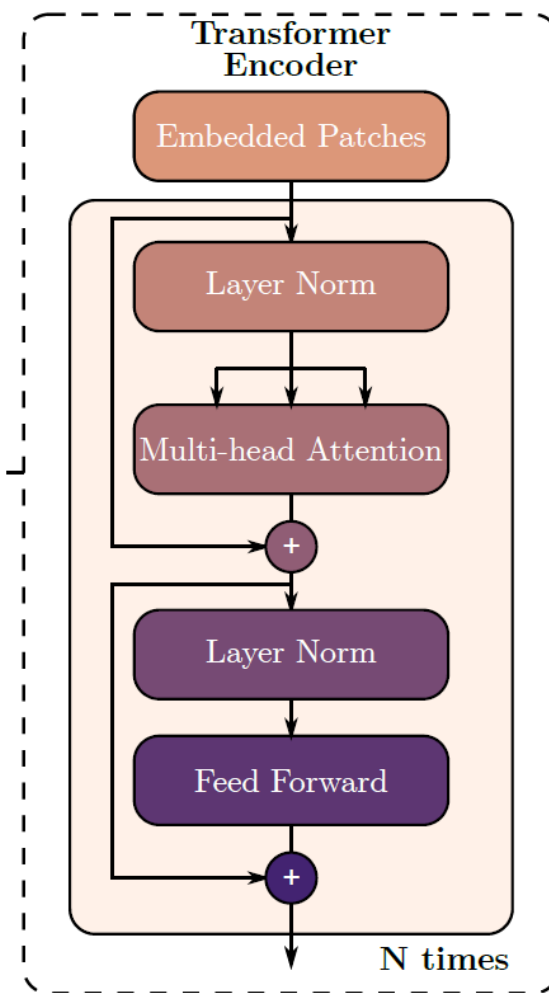 Transformer
Encoder
Embedded Patches
Layer Norm
Multi-head Attention
+
Layer Norm
Feed Forward
+
N times